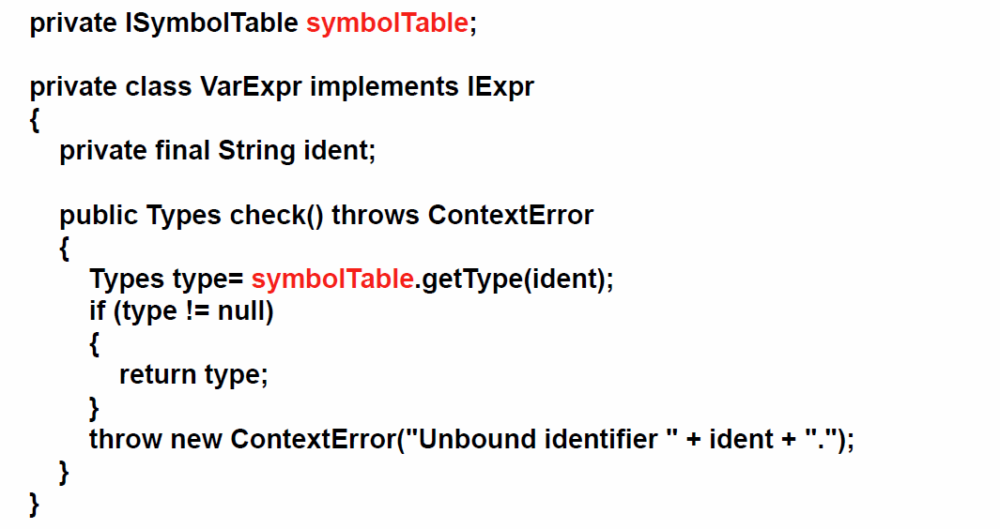 private ISymbolTable symbolTable;
private class VarExpr implements IExpr
{
private final String ident;
public Types check() throws ContextError
{
Types type= symbolTable.getType(ident);
if (type != null)
{
return type;
}
throw new ContextError("Unbound identifier " + ident + ".");
}
}